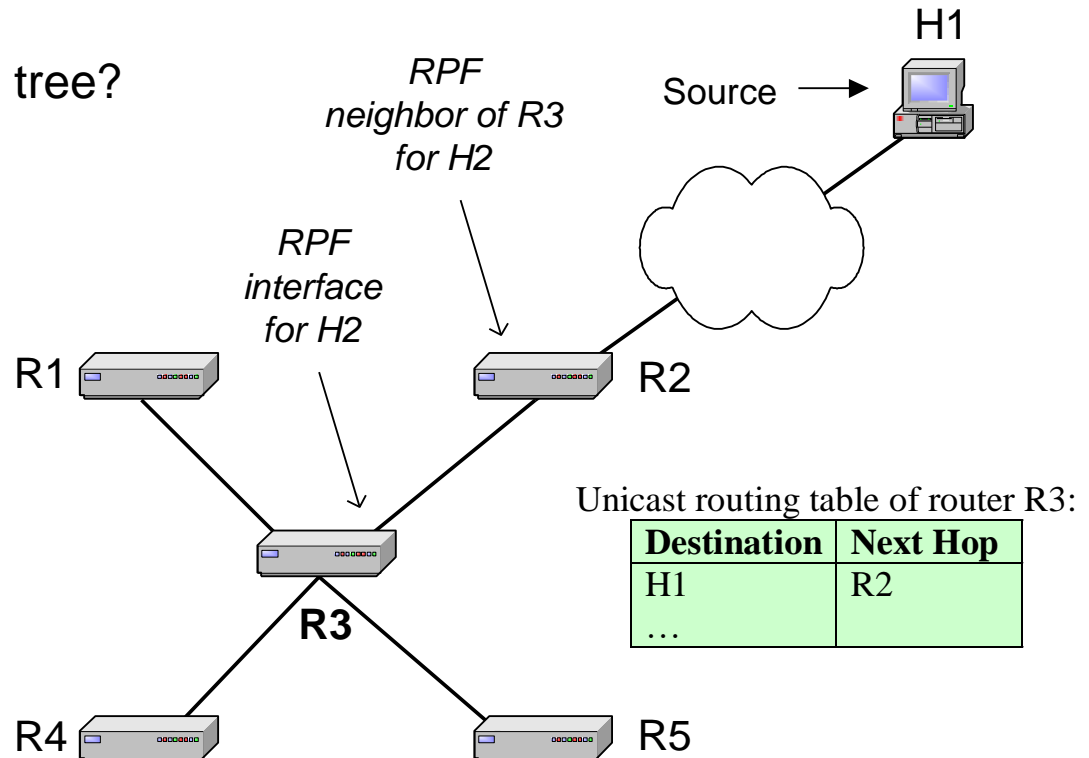 H1
tree?
RPF
neighbor of R3
for H2
Source
RPF
interface
for H2
R1
R2
Unicast routing table of router R3:
Destination Next Hop
H1 R2
…
R3
R4
R5